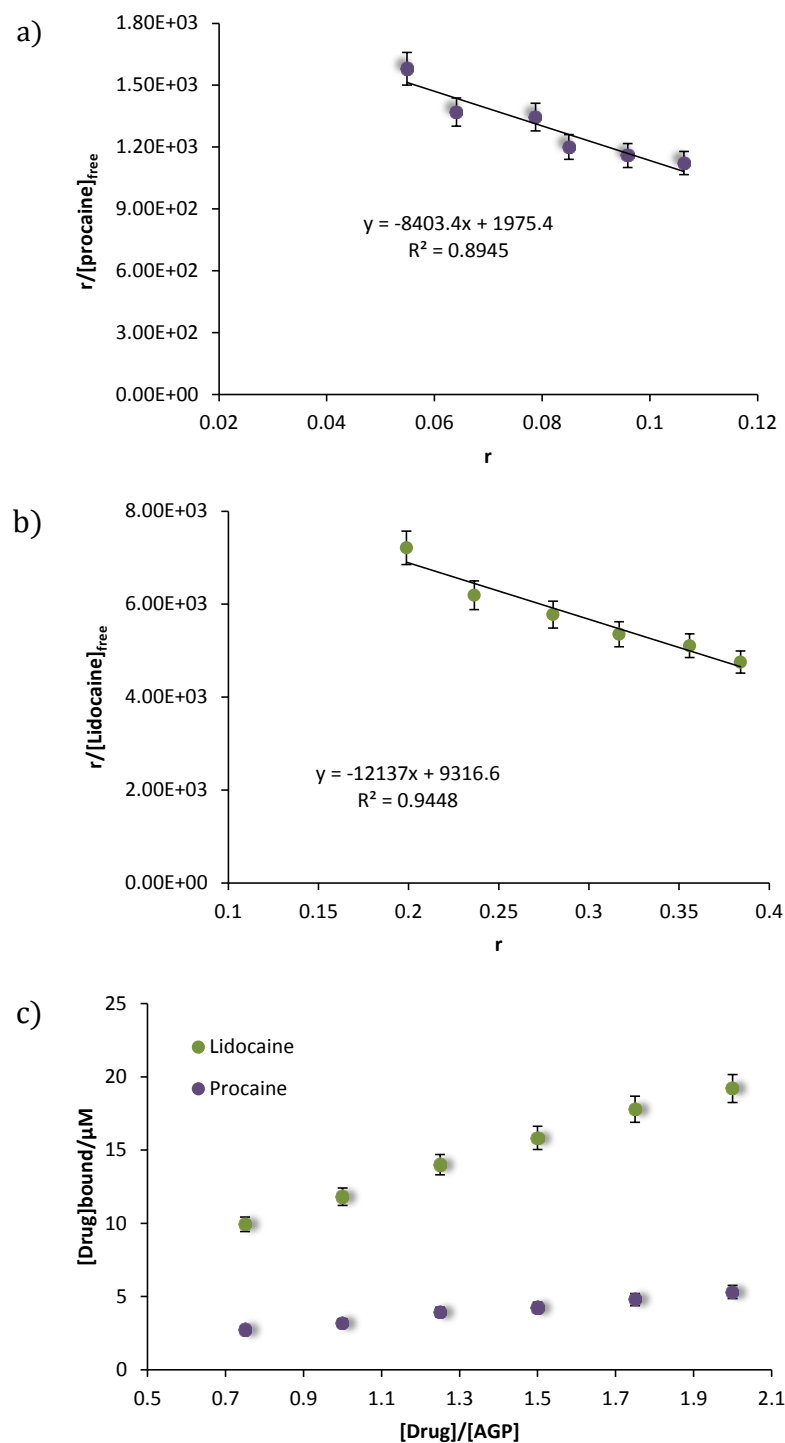 a)
r/[procaine]free
1.80E+03
1.50E+03
1.20E+03
9.00E+02
6.00E+02
3.00E+02
0.00E+00
y = -8403.4x + 1975.4
R² = 0.8945
0.02 0.04 0.06 0.08 0.1 0.12
r
b)
r/[Lidocaine]free
8.00E+03
6.00E+03
4.00E+03
2.00E+03
0.00E+00
y = -12137x + 9316.6
R² = 0.9448
0.1 0.15 0.2 0.25 0.3 0.35 0.4
r
c)
[Drug]bound/μM
25
20
15
10
5
0
Lidocaine
Procaine
0.5 0.7 0.9 1.1 1.3 1.5 1.7 1.9 2.1
[Drug]/[AGP]